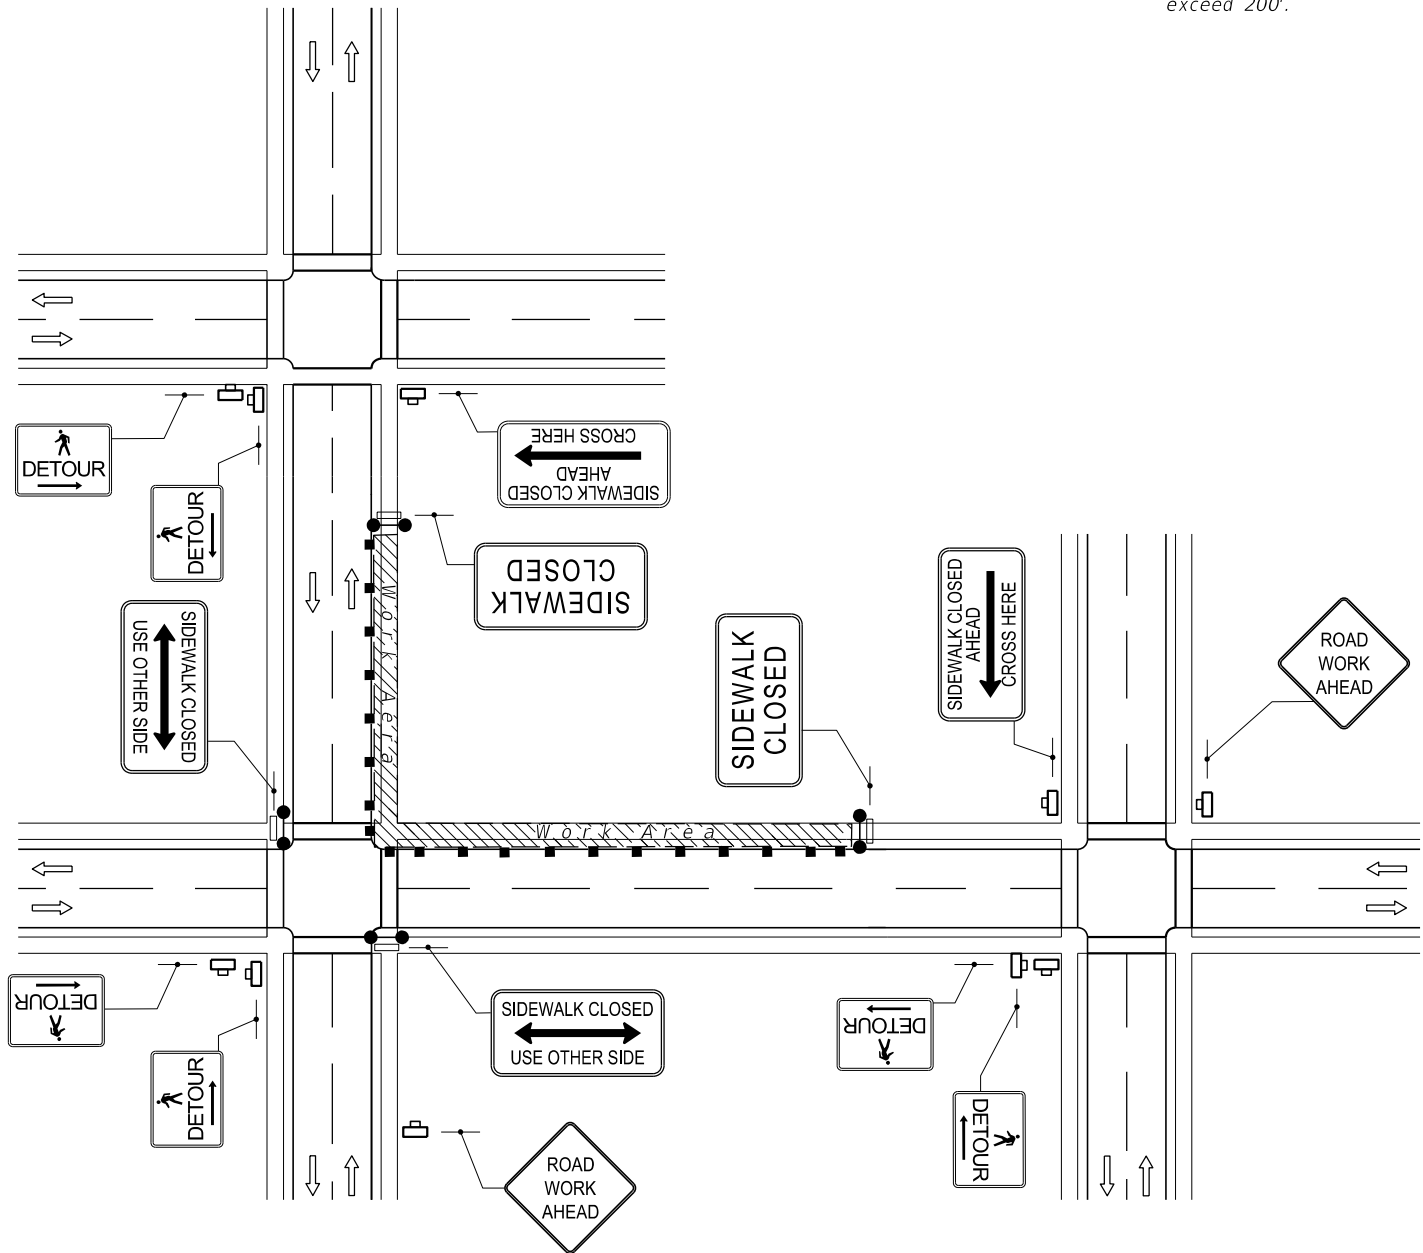 exceed 200'.
DETOUR
CROSS HERE
AHEAD
SIDEWALK CLOSED
DETOUR
SIDEWALK
CLOSED
SIDEWALK CLOSED
AHEAD
CROSS HERE
ROAD
WORK
AHEAD
Work Aera
SIDEWALK CLOSED
USE OTHER SIDE
SIDEWALK
CLOSED
Work Area
DETOUR
SIDEWALK CLOSED
USE OTHER SIDE
DETOUR
DETOUR
DETOUR
ROAD
WORK
AHEAD